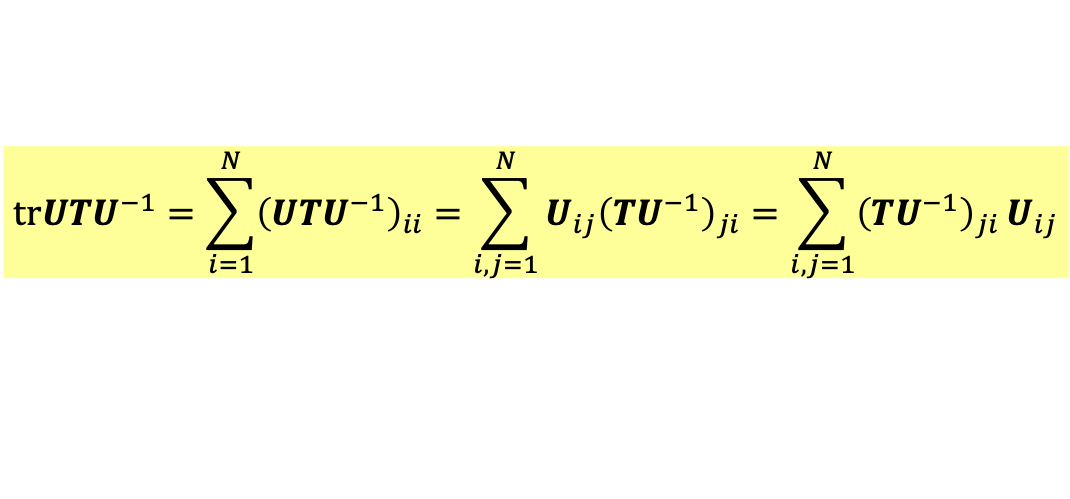 tr𝑼𝑻𝑼⁻¹ = ∑_{i=1}^{N} (𝑼𝑻𝑼⁻¹)_{ii} = ∑_{i,j=1}^{N} 𝑼_{ij}(𝑻𝑼⁻¹)_{ji} = ∑_{i,j=1}^{N} (𝑻𝑼⁻¹)_{ji} 𝑼_{ij}